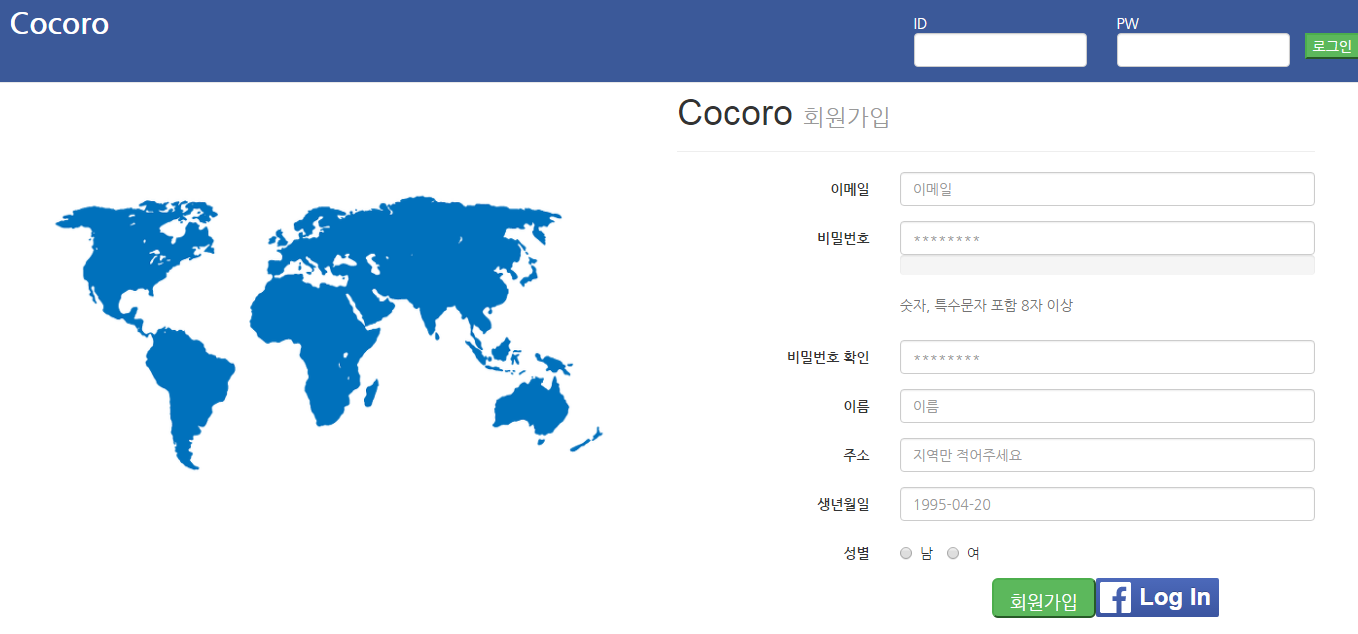 Cocoro
ID PW
로그인
Cocoro 회원가입
이메일 이메일
비밀번호 ********
숫자, 특수문자 포함 8자 이상
비밀번호 확인 ********
이름 이름
주소 지역만 적어주세요
생년월일 1995-04-20
성별 남 여
회원가입 f Log In